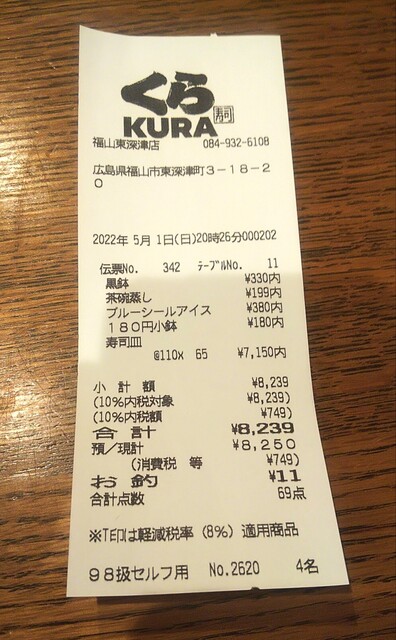 くら
寿司
KURA
福山東深津店 084-932-6108
広島県福山市東深津町3-18-2
0
2022年 5月 1日(日)20時26分000202
伝票No. 342 ﾃｰﾌﾞﾙNo. 11
黒鉢 ¥330内
茶碗蒸し ¥199内
ブルーシールアイス ¥380内
180円小鉢 ¥180内
寿司皿
@110x 65 ¥7,150内
小 計 額 ¥8,239
(10%内税対象 ¥8,239)
(10%内税額 ¥749)
合 計 ¥8,239
預/現計 ¥8,250
(消費税 等 ¥749)
お 釣 ¥11
合計点数 69点
※TE印は軽減税率 (8%) 適用商品
98扱セルフ用 No.2620 4名